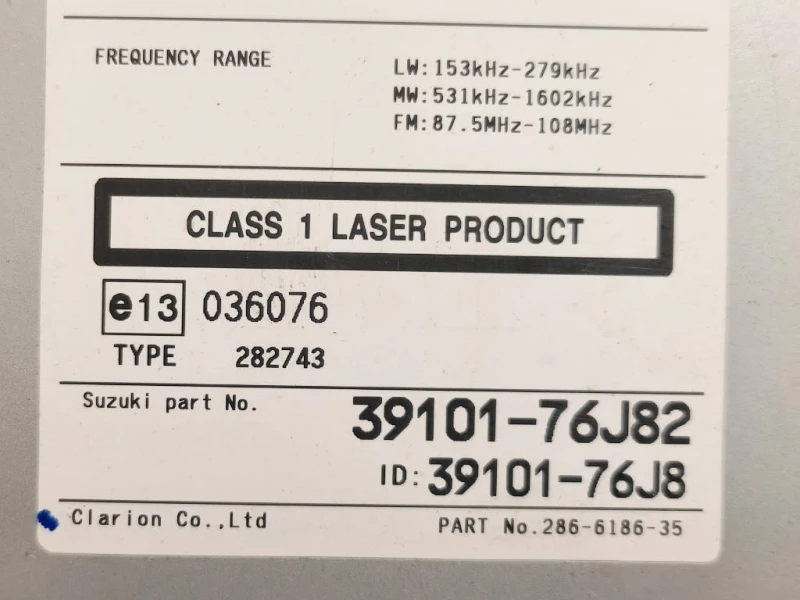 FREQUENCY RANGE
LW:153kHz-279kHz
MW:531kHz-1602kHz
FM:87.5MHz-108MHz
CLASS 1 LASER PRODUCT
e13 036076
TYPE 282743
Suzuki part No. 39101-76J82
ID:39101-76J8
Clarion Co.,Ltd PART No.286-6186-35